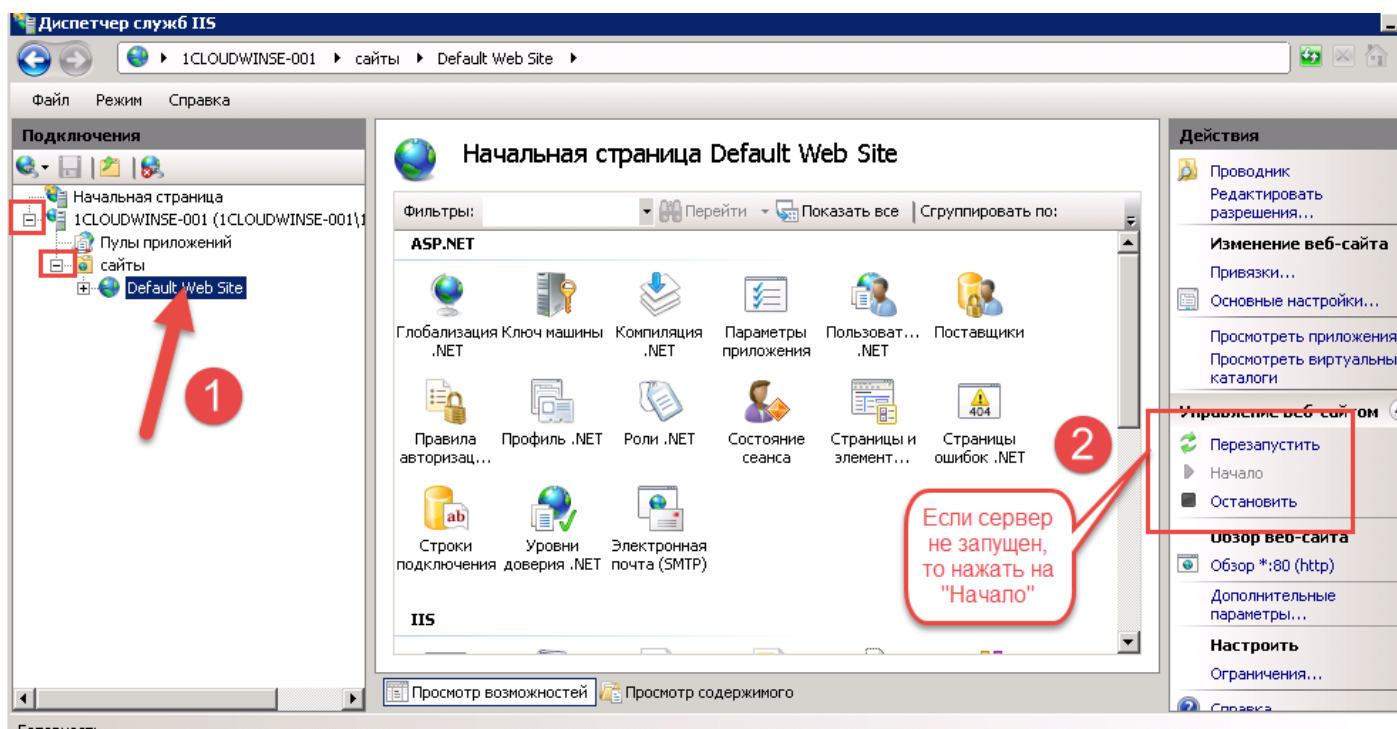 Диспетчер служб IIS
1CLOUDWINSE-001 сайты Default Web Site
Файл Режим Справка
Подключения
Начальная страница
1CLOUDWINSE-001 (1CLOUDWINSE-001\1
Пулы приложений
сайты
Default Web Site
1
Начальная страница Default Web Site
Фильтры: Перейти Показать все Сгруппировать по:
ASP.NET
Глобализация Ключ машины Компиляция Параметры Пользоват... Поставщики
.NET .NET приложения .NET
Правила Профиль .NET Роли .NET Состояние Страницы и Страницы
авторизац... сеанса элемент... ошибок .NET
404
ab
Строки Уровни Электронная
подключения доверия .NET почта (SMTP)
IIS
Просмотр возможностей Просмотр содержимого
2
Если сервер
не запущен,
то нажать на
"Начало"
Действия
Проводник
Редактировать
разрешения...
Изменение веб-сайта
Привязки...
Основные настройки...
Просмотреть приложения
Просмотреть виртуальны
каталоги
Управление веб-сайтом
Перезапустить
Начало
Остановить
Обзор веб-сайта
Обзор *:80 (http)
Дополнительные
параметры...
Настроить
Ограничения...
Справка
Готовность